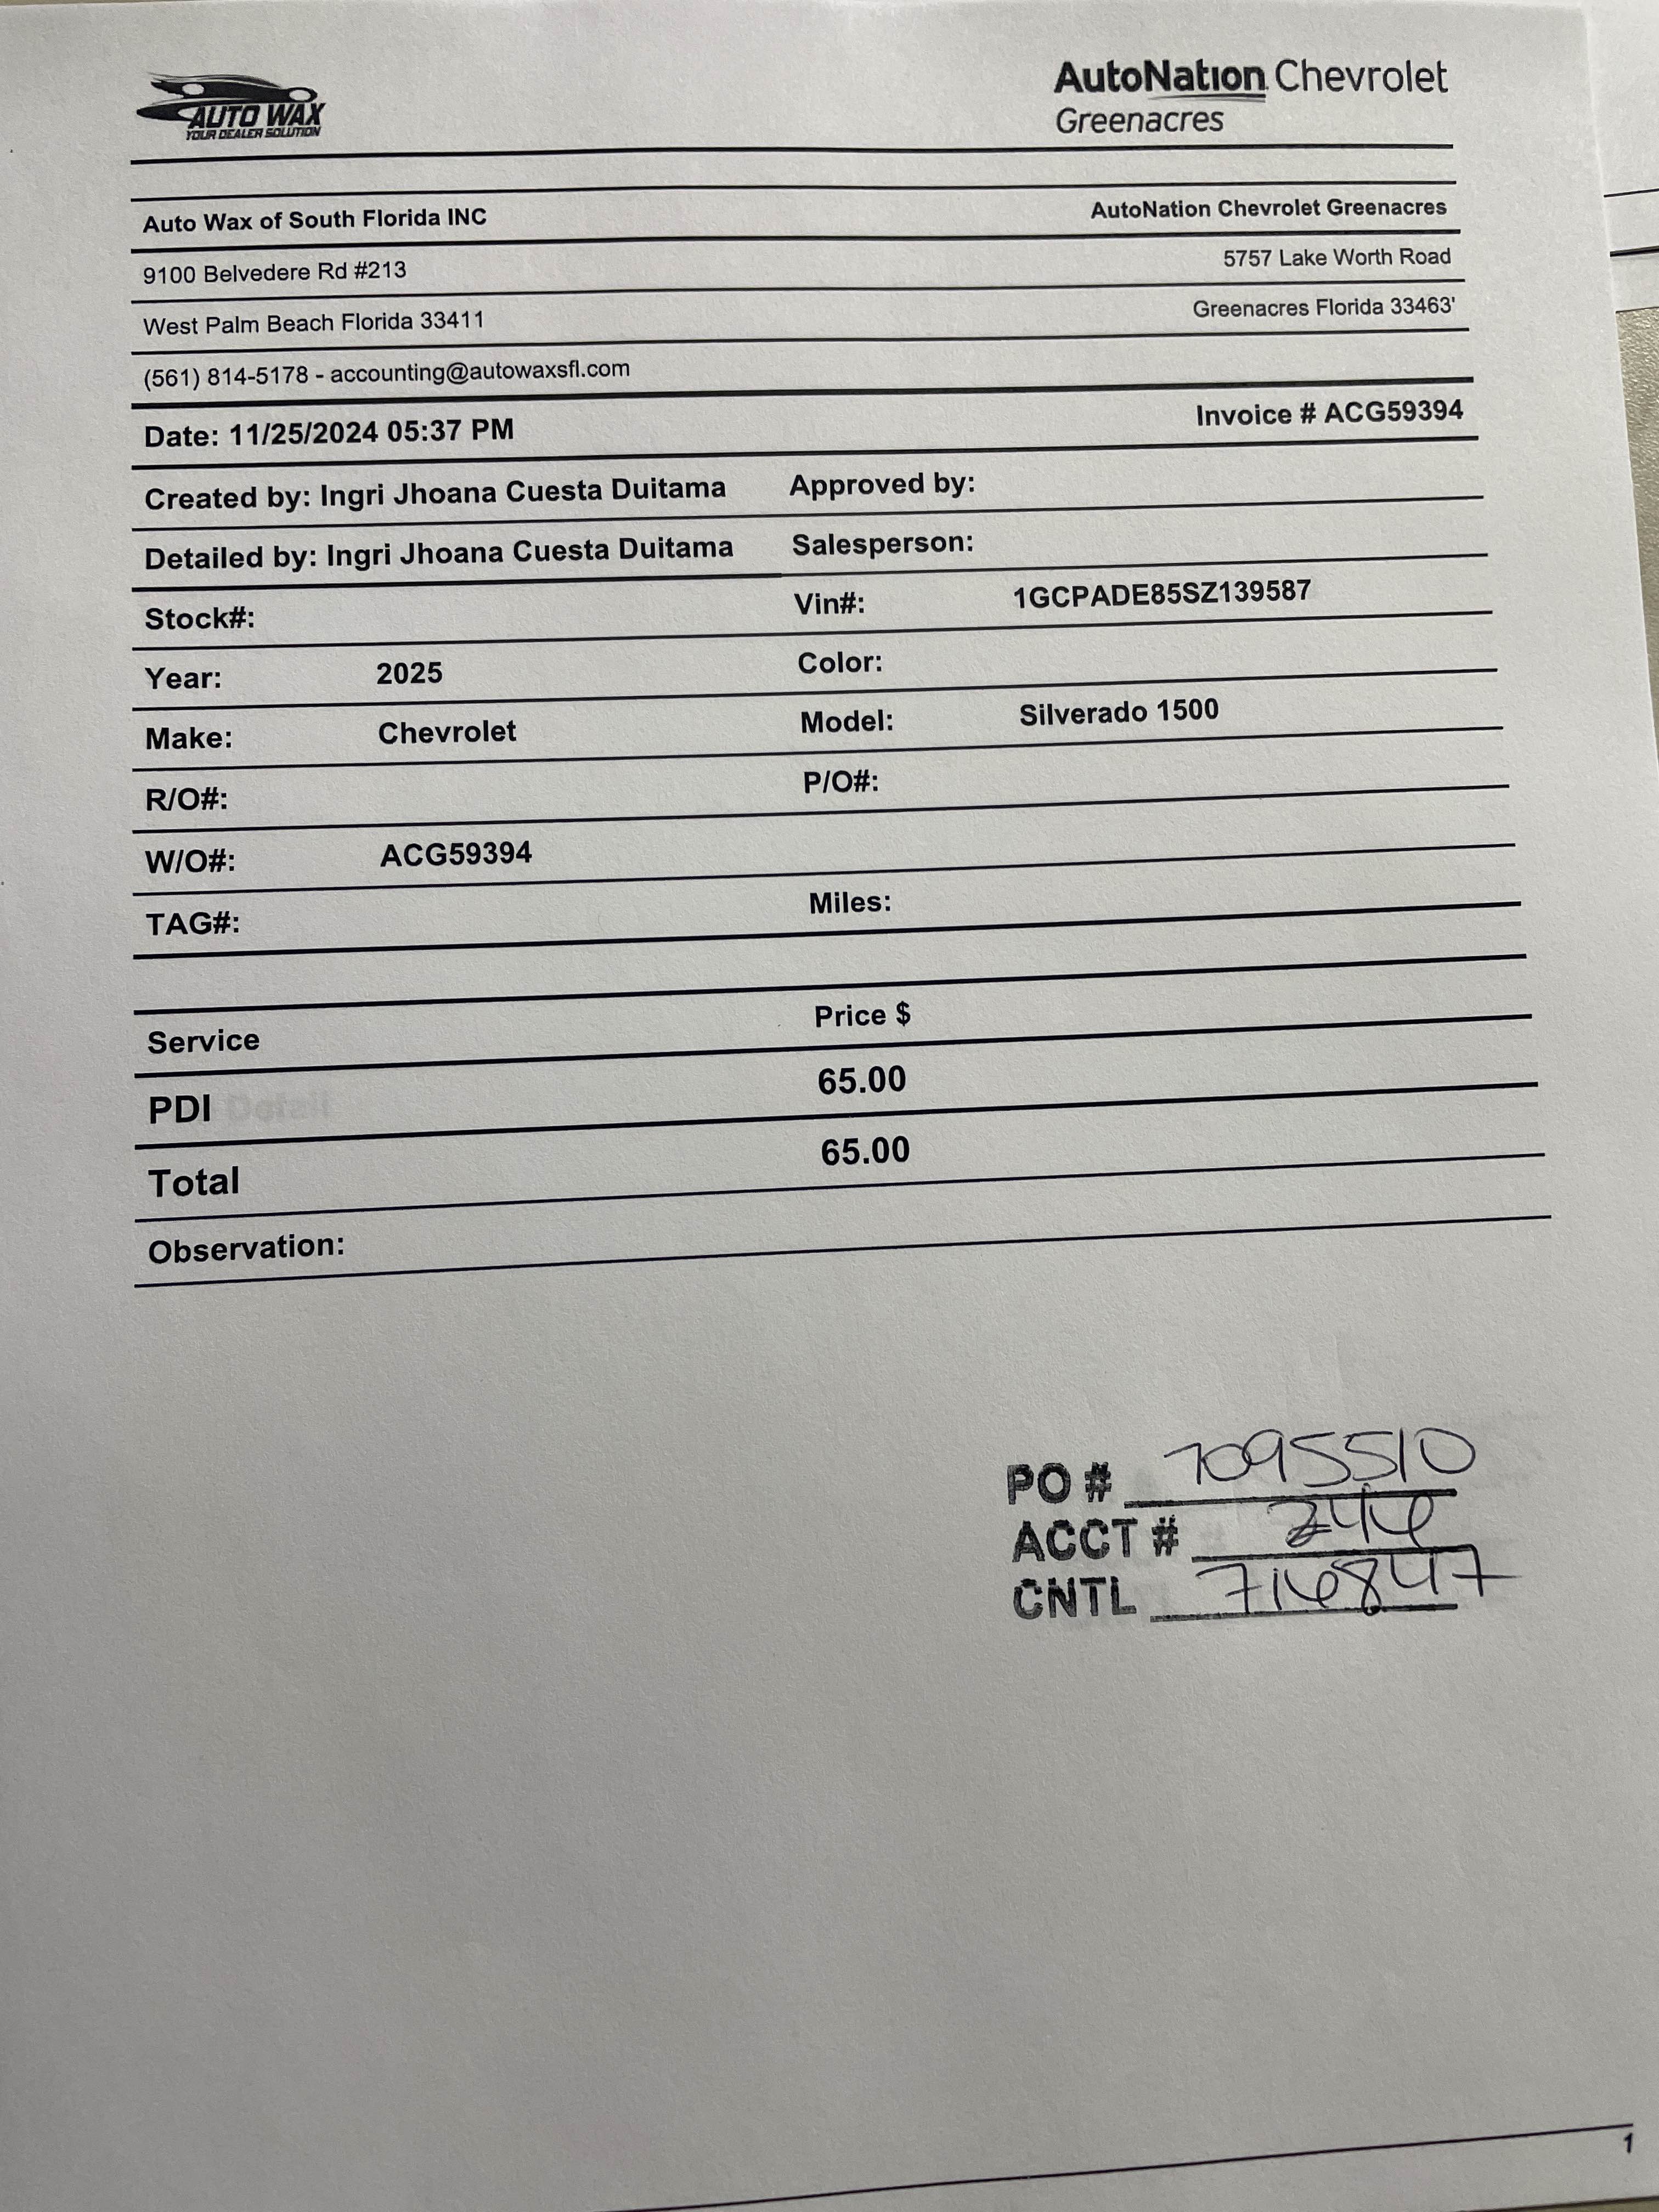 AUTO WAX
YOUR DEALER SOLUTION
AutoNation Chevrolet
Greenacres
Auto Wax of South Florida INC AutoNation Chevrolet Greenacres
9100 Belvedere Rd #213 5757 Lake Worth Road
West Palm Beach Florida 33411 Greenacres Florida 33463'
(561) 814-5178 - accounting@autowaxsfl.com
Date: 11/25/2024 05:37 PM Invoice # ACG59394
Created by: Ingri Jhoana Cuesta Duitama Approved by:
Detailed by: Ingri Jhoana Cuesta Duitama Salesperson:
Stock#: Vin#: 1GCPADE85SZ139587
Year: 2025 Color:
Make: Chevrolet Model: Silverado 1500
R/O#: P/O#:
W/O#: ACG59394
TAG#: Miles:
Service Price $
PDI Detail 65.00
Total 65.00
Observation:
PO # 7095510
ACCT #
CNTL 716847
1